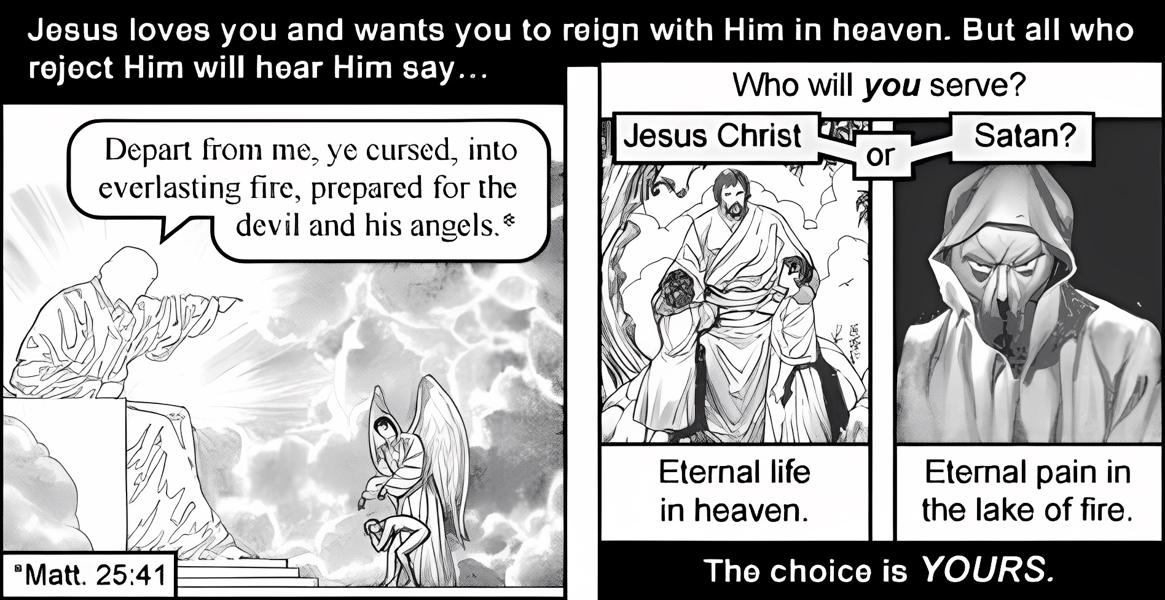 Jesus loves you and wants you to reign with Him in heaven. But all who
reject Him will hear Him say...
Depart from me, ye cursed, into
everlasting fire, prepared for the
devil and his angels.*
*Matt. 25:41
Who will you serve?
Jesus Christ
or
Satan?
Eternal life
in heaven.
Eternal pain in
the lake of fire.
The choice is YOURS.